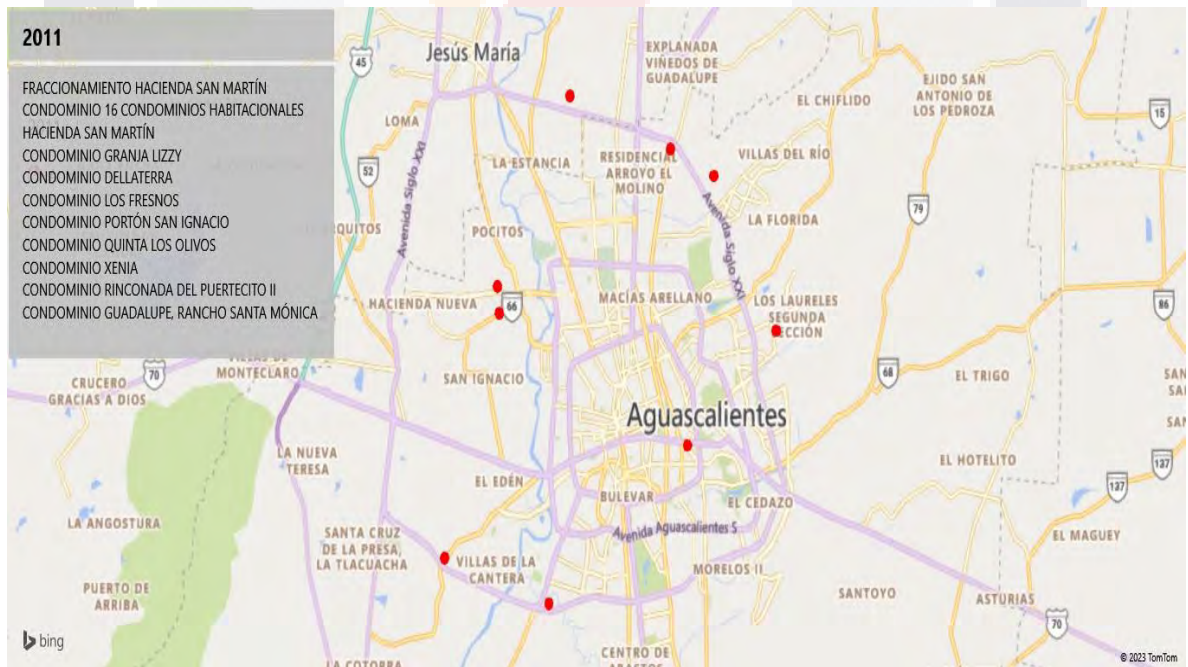 2011
FRACCIONAMIENTO HACIENDA SAN MARTÍN
CONDOMINIO 16 CONDOMINIOS HABITACIONALES
HACIENDA SAN MARTÍN
CONDOMINIO GRANJA LIZZY
CONDOMINIO DELLATERRA
CONDOMINIO LOS FRESNOS
CONDOMINIO PORTÓN SAN IGNACIO
CONDOMINIO QUINTA LOS OLIVOS
CONDOMINIO XENIA
CONDOMINIO RINCONADA DEL PUERTECITO II
CONDOMINIO GUADALUPE, RANCHO SANTA MÓNICA
Jesús María
45
EXPLANADA
VIÑEDOS DE
GUADALUPE
EL CHIFLIDO
EJIDO SAN
ANTONIO DE
LOS PEDROZA
15
LOMA
LA ESTANCIA
RESIDENCIAL
ARROYO EL
MOLINO
VILLAS DEL RÍO
52
Avenida Siglo XXI
Avenida Siglo XXI
LA FLORIDA
79
POCITOS
HACIENDA NUEVA
66
MACÍAS ARELLANO
LOS LAURELES
SEGUNDA
86
MONTECLARO
70
CRUCERO
GRACIAS A DIOS
SAN IGNACIO
68
EL TRIGO
Aguascalientes
LA NUEVA
TERESA
EL HOTELITO
137
137
EL EDÉN
BULEVAR
EL CEDAZO
LA ANGOSTURA
SANTA CRUZ
DE LA PRESA,
LA TLACUACHA
Avenida Aguascalientes S
EL MAGUEY
VILLAS DE LA
CANTERA
MORELOS II
PUERTO DE
ARRIBA
SANTOYO
ASTURIAS
70
bing
CENTRO DE
© 2023 TomTom